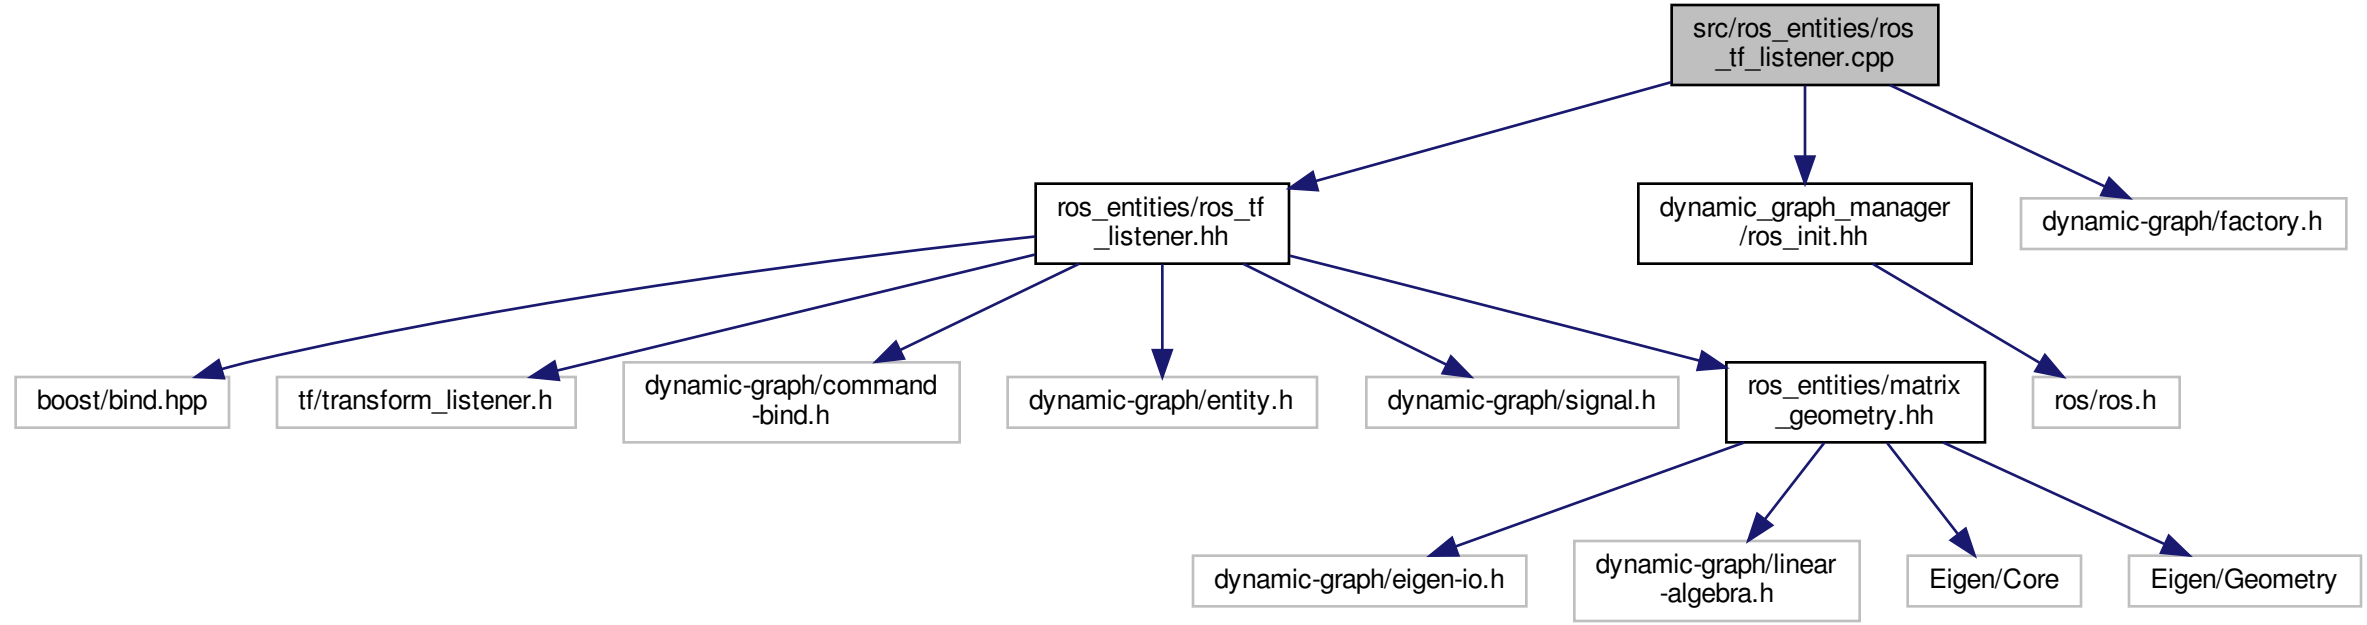 src/ros_entities/ros
_tf_listener.cpp
ros_entities/ros_tf
_listener.hh
dynamic_graph_manager
/ros_init.hh
dynamic-graph/factory.h
boost/bind.hpp
tf/transform_listener.h
dynamic-graph/command
-bind.h
dynamic-graph/entity.h
dynamic-graph/signal.h
ros_entities/matrix
_geometry.hh
ros/ros.h
dynamic-graph/eigen-io.h
dynamic-graph/linear
-algebra.h
Eigen/Core
Eigen/Geometry